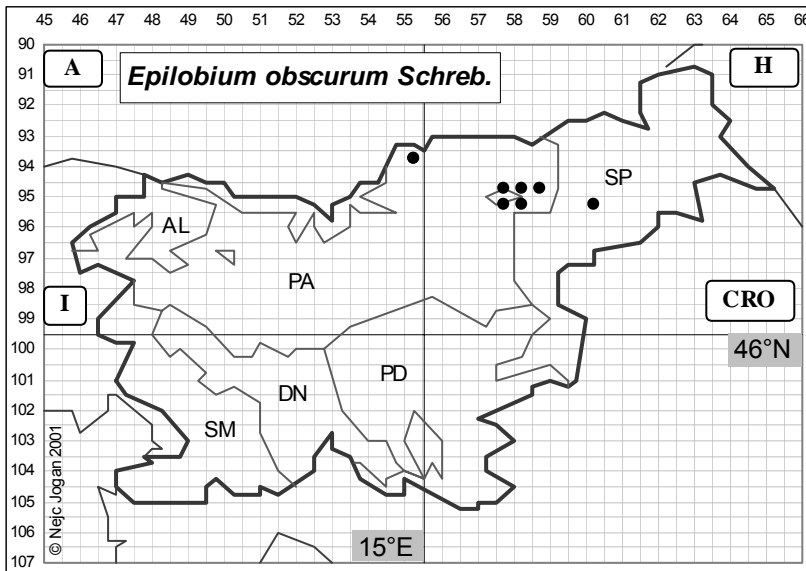 45 46 47 48 49 50 51 52 53 54 55 56 57 58 59 60 61 62 63 64 65 66
90
A
Epilobium obscurum Schreb.
H
91
92
93
94
SP
95
96
AL
97
PA
98
I
CRO
99
100
46°N
PD
101
DN
102
SM
103
104
105
106
15°E
107
© Nejc Jogan 2001